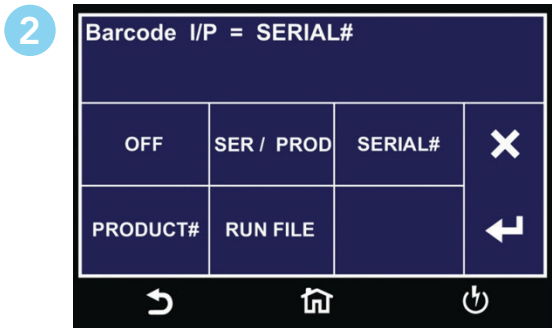 2
Barcode I/P = SERIAL#
OFF SER / PROD SERIAL#
PRODUCT# RUN FILE